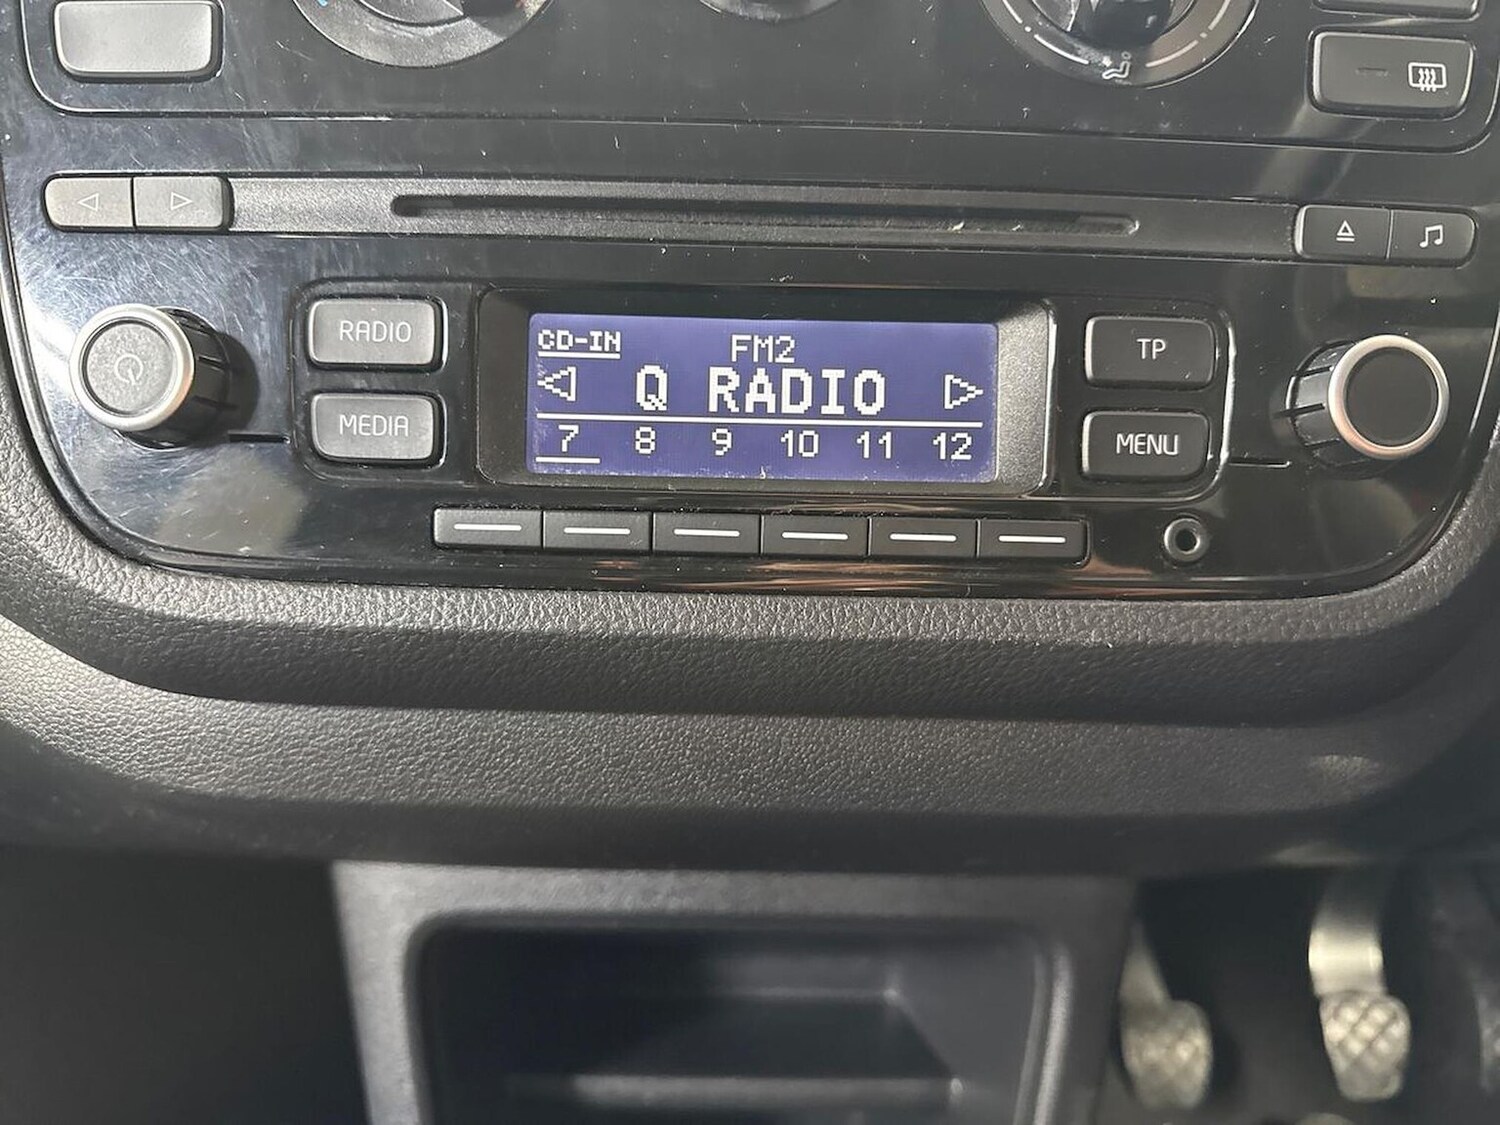 RADIO
MEDIA
CD-IN
FM2
Q RADIO
7 8 9 10 11 12
TP
MENU